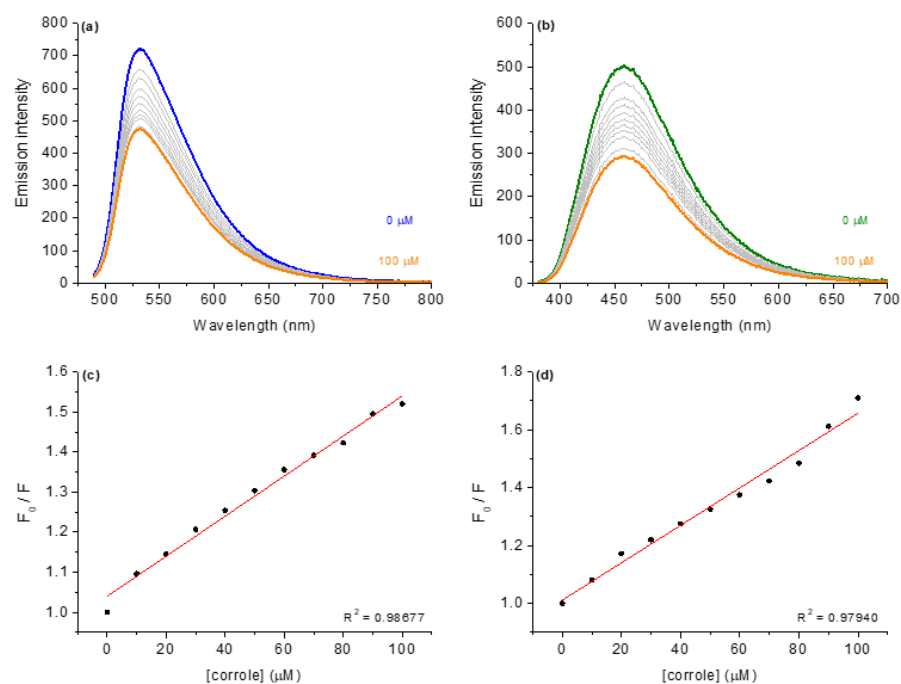 (a)
800
700
600
500
400
300
200
100
0
Emission intensity
0 μM
100 μM
500 550 600 650 700 750 800
Wavelength (nm)
(b)
600
500
400
300
200
100
0
Emission intensity
0 μM
100 μM
400 450 500 550 600 650 700
Wavelength (nm)
(c)
1.6
1.5
1.4
1.3
1.2
1.1
1.0
F0 / F
R2 = 0.98677
0 20 40 60 80 100
[corrole] (μM)
(d)
1.8
1.6
1.4
1.2
1.0
F0 / F
R2 = 0.97940
0 20 40 60 80 100
[corrole] (μM)